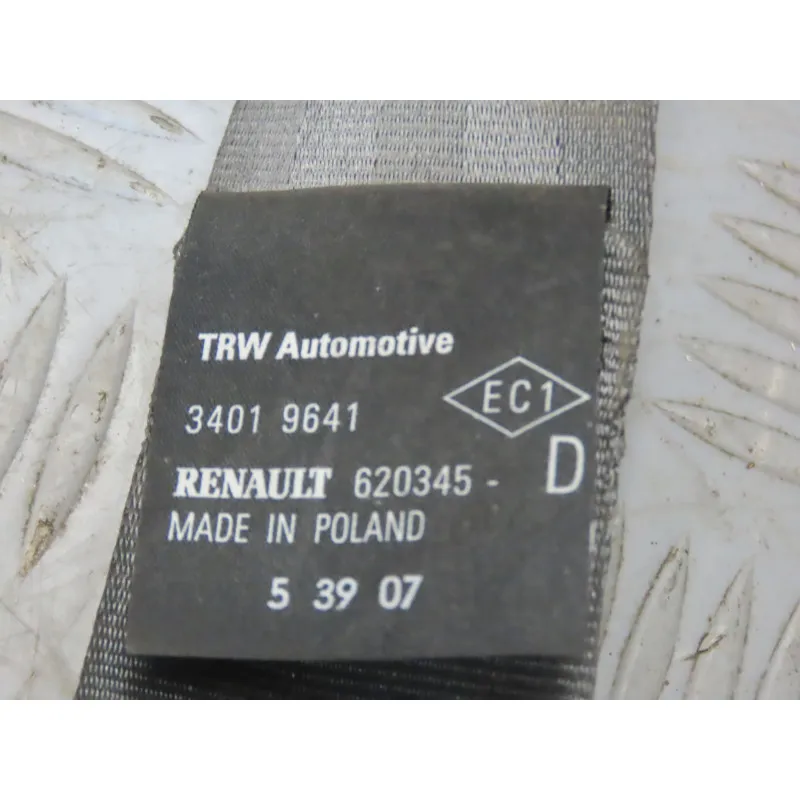 TRW Automotive
3401 9641
EC1
RENAULT 620345 - D
MADE IN POLAND
5 39 07